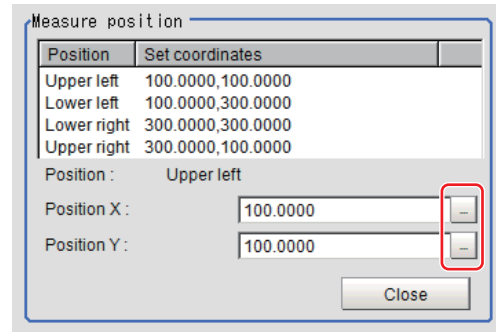 Measure position
Position Set coordinates
Upper left 100.0000,100.0000
Lower left 100.0000,300.0000
Lower right 300.0000,300.0000
Upper right 300.0000,100.0000
Position : Upper left
Position X : 100.0000 ...
Position Y : 100.0000 ...
Close